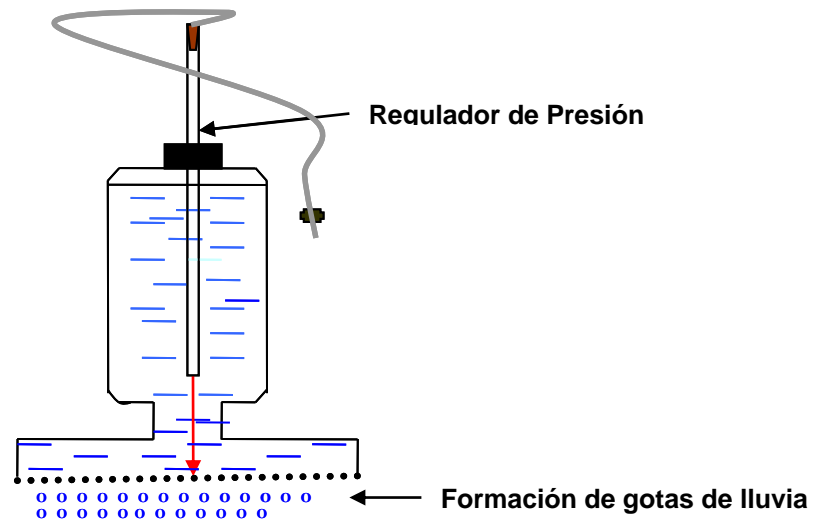 Regulador de Presión
Formación de gotas de lluvia